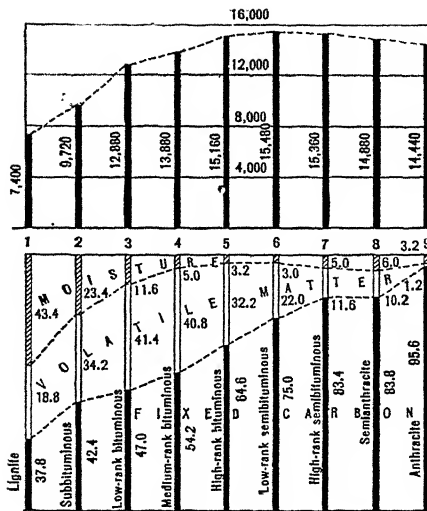 16,000
12,000
8,000
4,000
7,400
9,720
12,880
13,880
15,160
15,480
15,360
14,880
14,440
1 2 3 4 5 6 7 8 9
MOISTURE
43.4 23.4 11.6 5.0 3.2 3.0 5.0 6.0 3.2
VOLATILE MATTER
18.8 34.2 41.4 40.8 32.2 22.0 11.6 10.2 1.2
FIXED CARBON
37.8 42.4 47.0 54.2 64.6 75.0 83.4 83.8 95.6
Lignite
Subbituminous
Low-rank bituminous
Medium-rank bituminous
High-rank bituminous
Low-rank semibituminous
High-rank semibituminous
Semianthracite
Anthracite